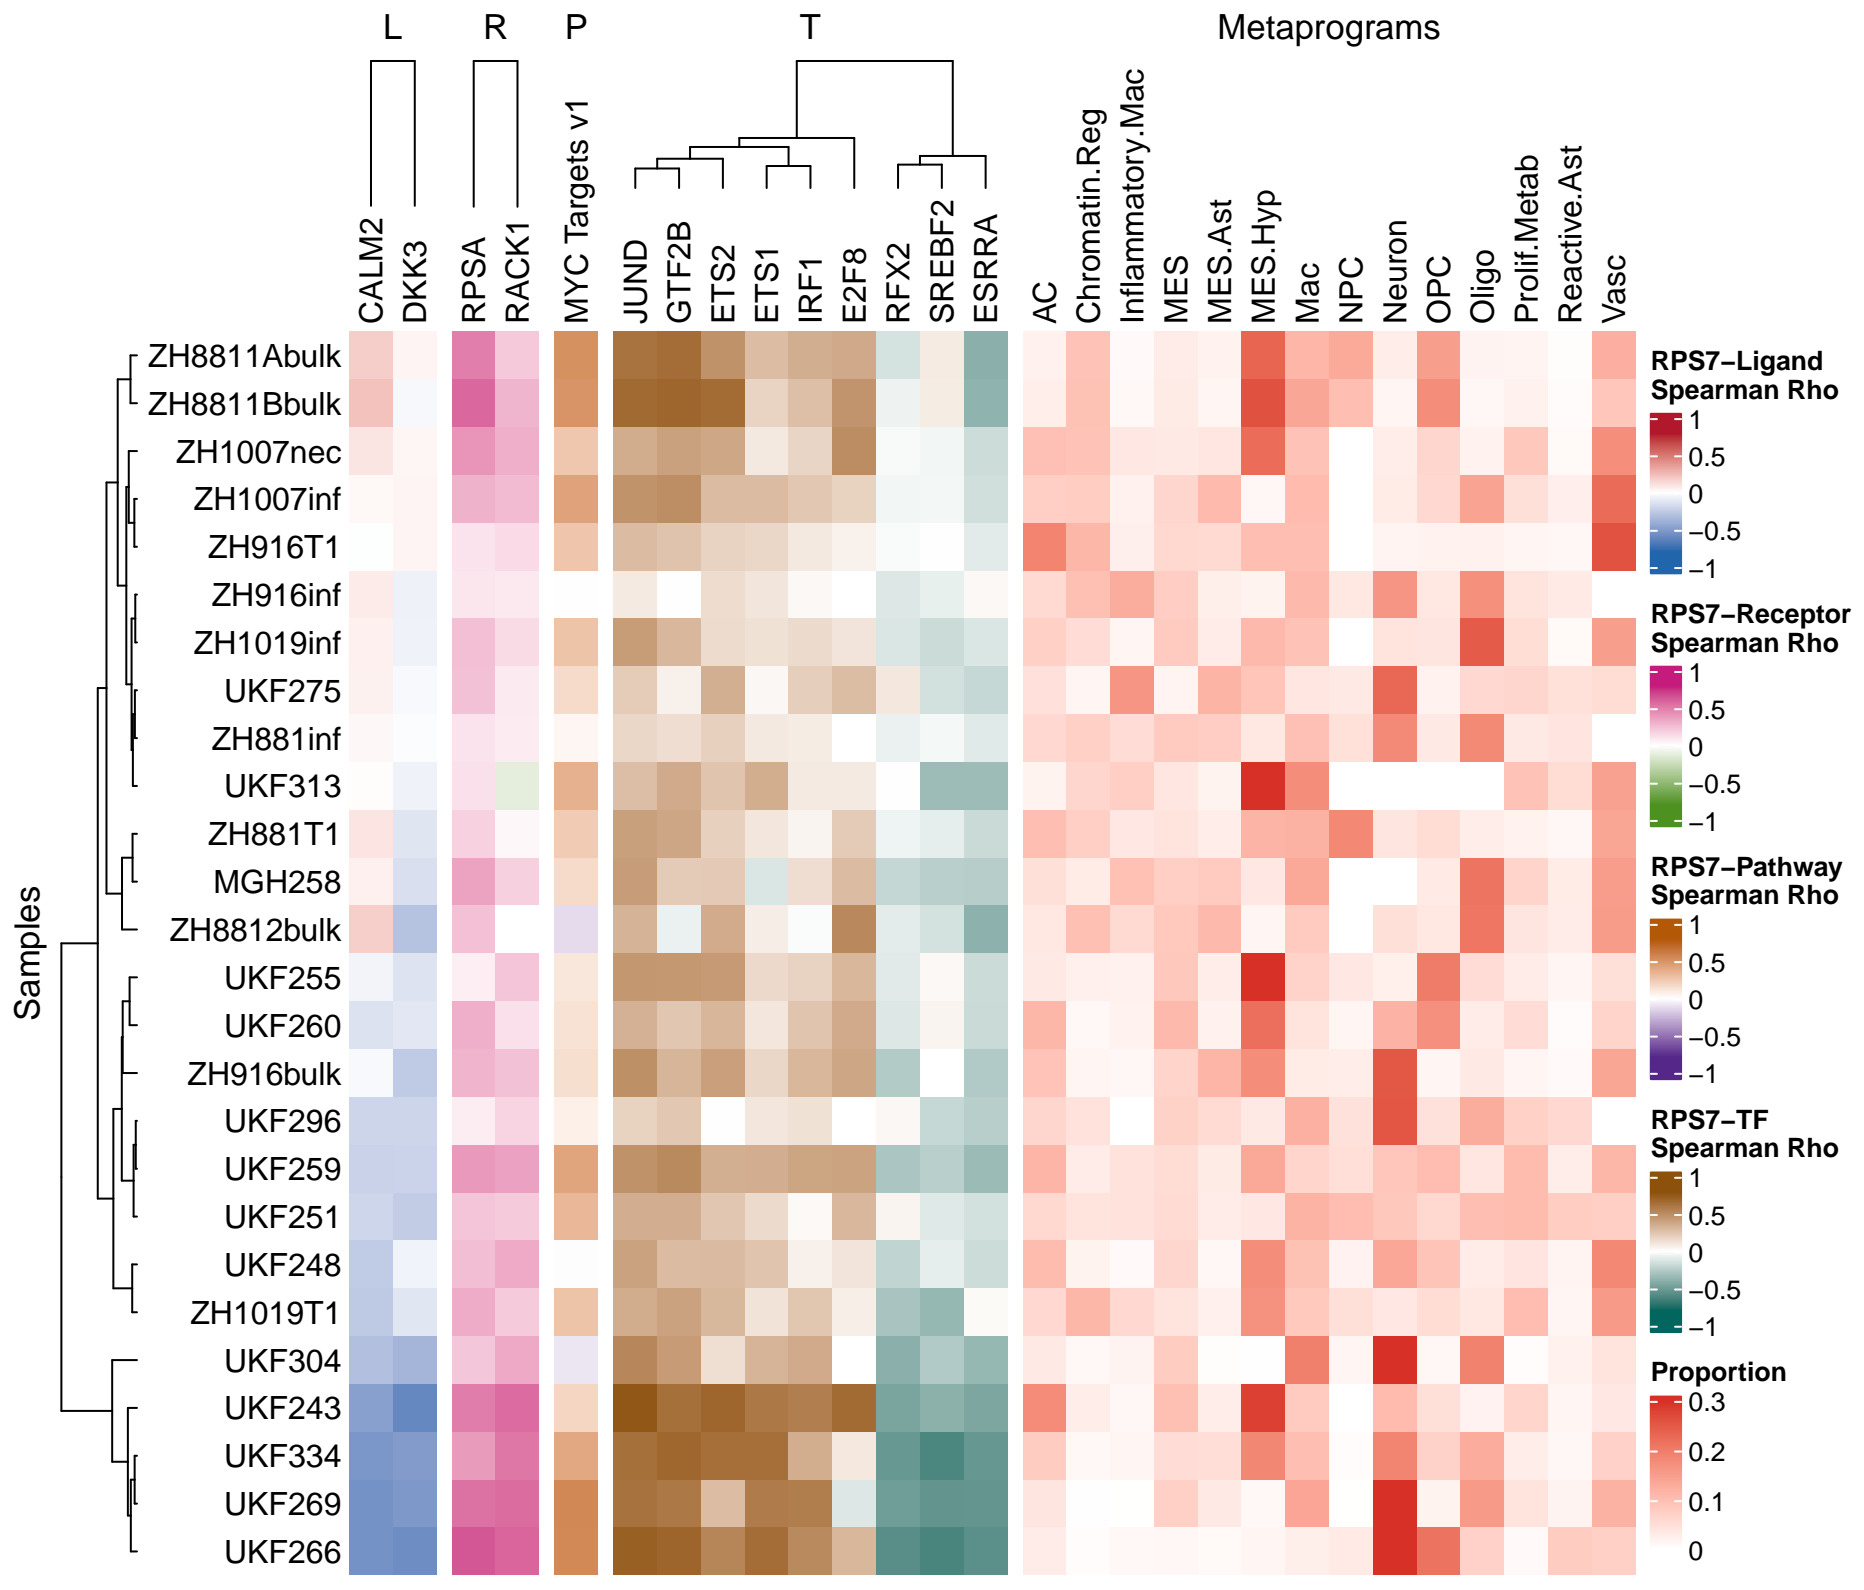 L R P T Metaprograms
CALM2 DKK3 RPSA RACK1 MYC Targets v1 JUND GTF2B ETS2 ETS1 IRF1 E2F8 RFX2 SREBF2 ESRRA AC Chromatin.Reg Inflammatory.Mac MES MES.Ast MES.Hyp Mac NPC Neuron OPC Oligo Prolif.Metab Reactive.Ast Vasc
Samples
ZH8811Abulk
ZH8811Bbulk
ZH1007nec
ZH1007inf
ZH916T1
ZH916inf
ZH1019inf
UKF275
ZH881inf
UKF313
ZH881T1
MGH258
ZH8812bulk
UKF255
UKF260
ZH916bulk
UKF296
UKF259
UKF251
UKF248
ZH1019T1
UKF304
UKF243
UKF334
UKF269
UKF266
RPS7−Ligand
Spearman Rho
1
0.5
0
−0.5
−1
RPS7−Receptor
Spearman Rho
1
0.5
0
−0.5
−1
RPS7−Pathway
Spearman Rho
1
0.5
0
−0.5
−1
RPS7−TF
Spearman Rho
1
0.5
0
−0.5
−1
Proportion
0.3
0.2
0.1
0